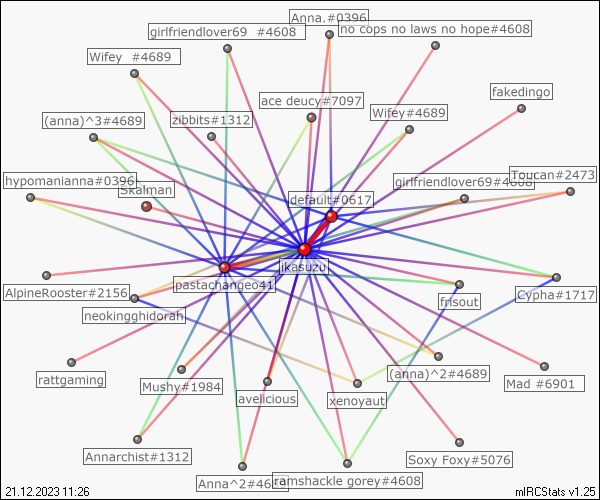 Anna.#0396
girlfriendlover69 #4608
no cops no laws no hope#4608
Wifey #4689
fakedingo
ace deucy#7097
Wifey#4689
(anna)^3#4689
zibbits#1312
Toucan#2473
hypomanianna#0396
Skalman
girlfriendlover69#4608
default#0617
jkasuzu
pastachangeo41
AlpineRooster#2156
neokingghidorah
frisout
Cypha#1717
rattgaming
Mushy#1984
avelicious
xenoyaut
(anna)^2#4689
Mad #6901
Annarchist#1312
Soxy Foxy#5076
Anna^2#4689
ramshackle gorey#4608
21.12.2023 11:26
mIRCStats v1.25